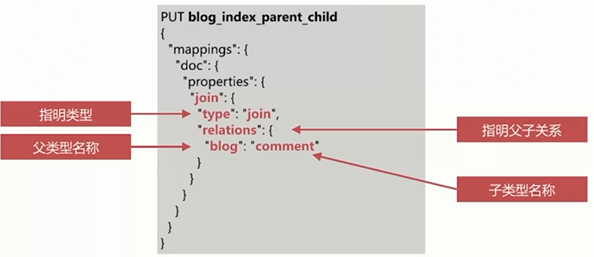 PUT blog_index_parent_child
{
"mappings": {
"doc": {
"properties": {
"join": {
指明类型
"type": "join",
"relations": {
指明父子关系
父类型名称
"blog": "comment"
子类型名称
}
}
}
}
}
}